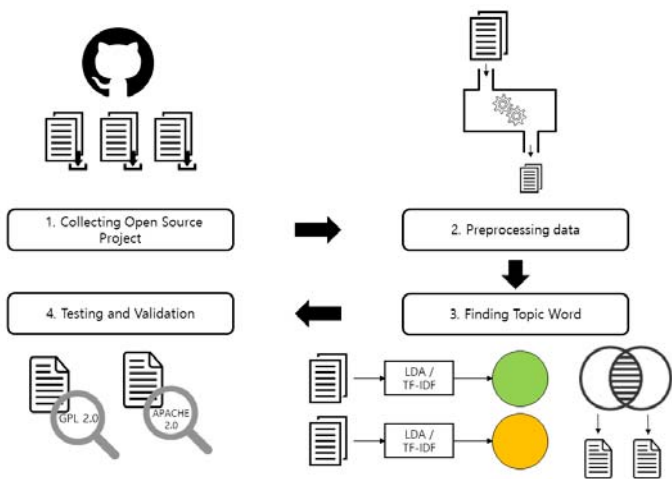 1. Collecting Open Source
Project
2. Preprocessing data
4. Testing and Validation
3. Finding Topic Word
GPL 2.0
APACHE
2.0
LDA /
TF-IDF
LDA /
TF-IDF